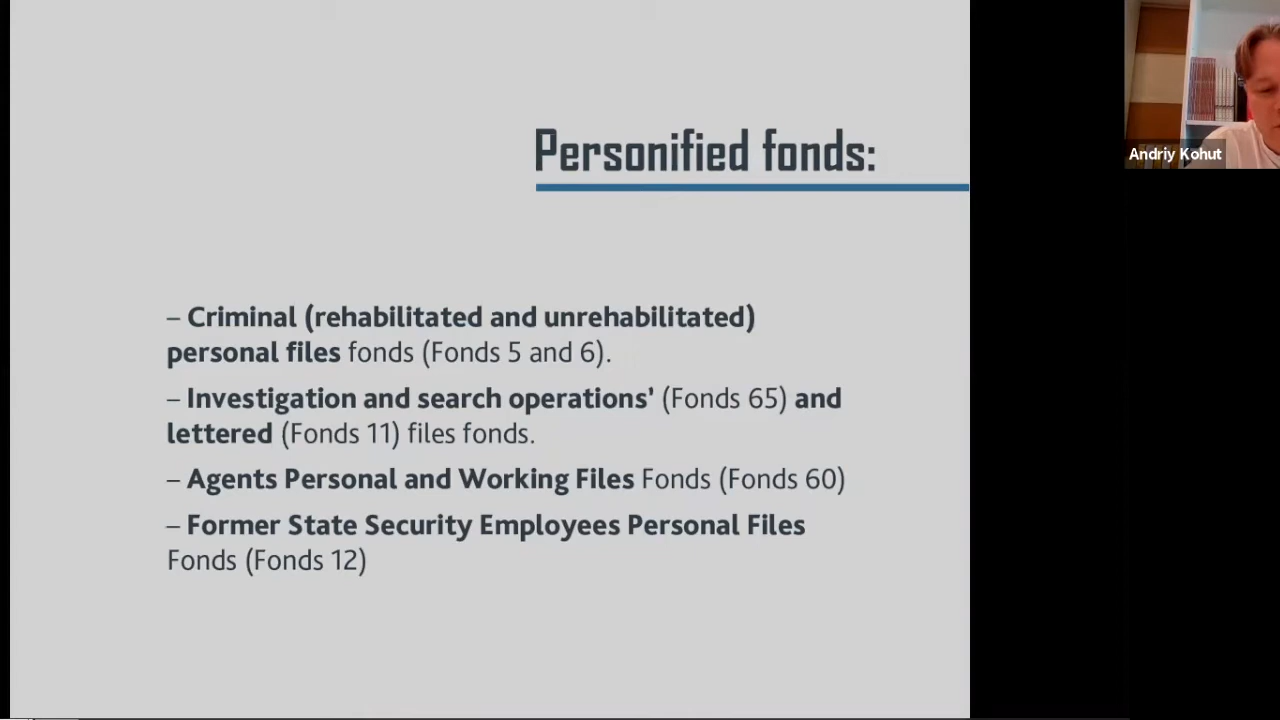 Personified fonds:
Andriy Kohut
– Criminal (rehabilitated and unrehabilitated)
personal files fonds (Fonds 5 and 6).
– Investigation and search operations’ (Fonds 65) and
lettered (Fonds 11) files fonds.
– Agents Personal and Working Files Fonds (Fonds 60)
– Former State Security Employees Personal Files
Fonds (Fonds 12)